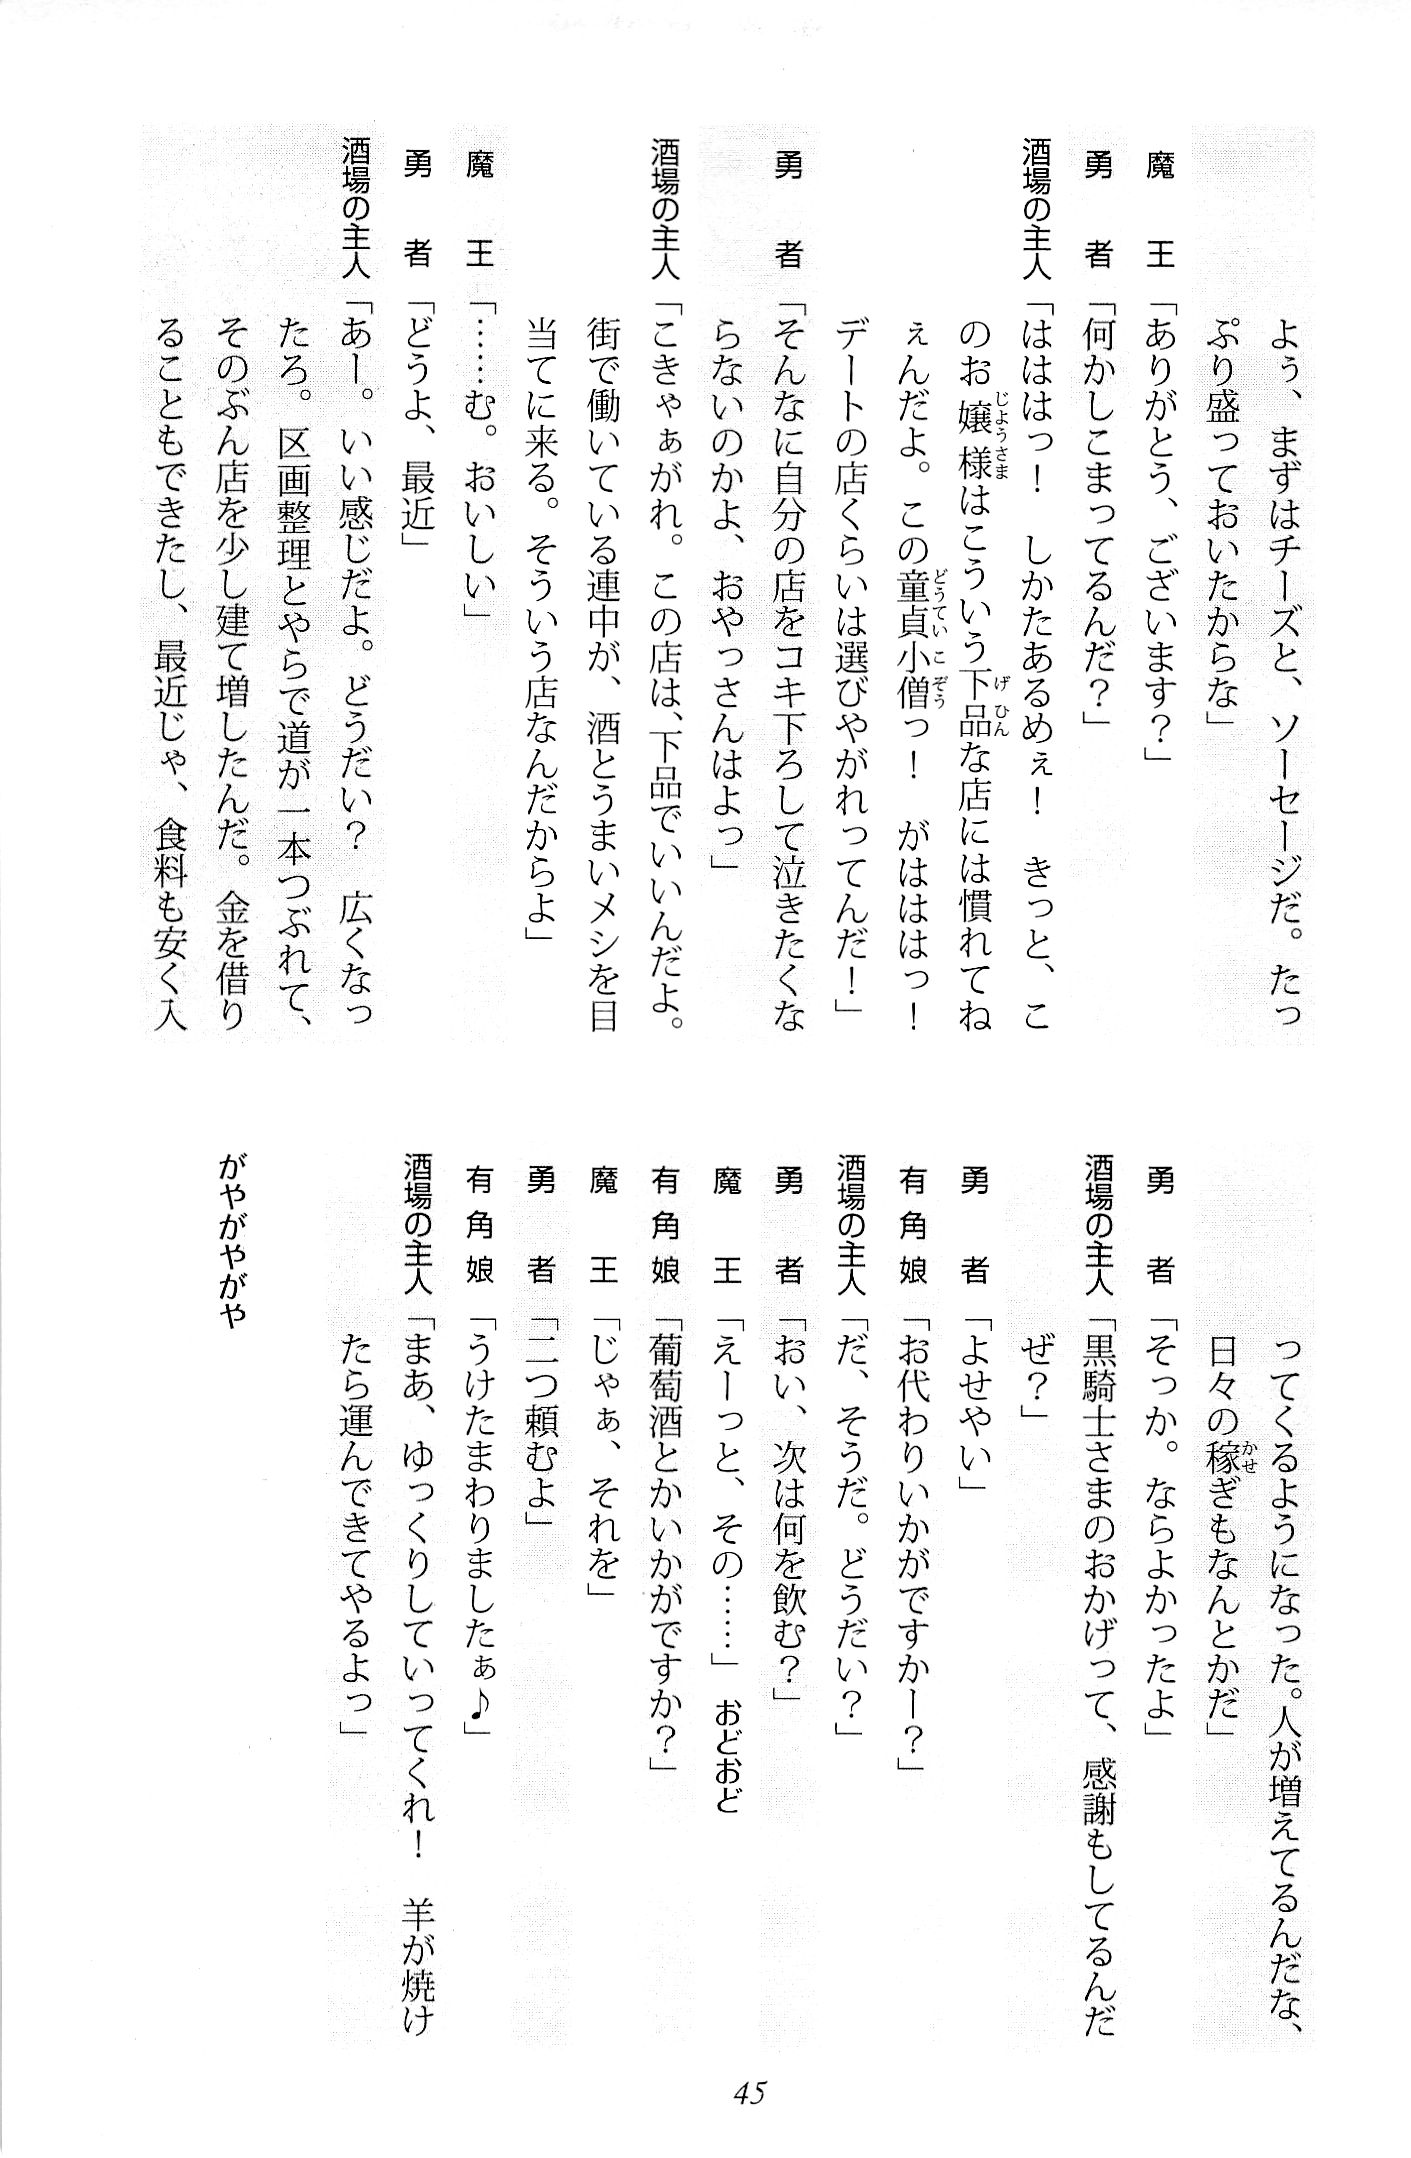 よぅ、まずはチーズと、ソーセージだ。たっ
ぷり盛っておいたからな」
魔王「ありがとう、ございます？」
勇者「何かしこまってるんだ？」
酒場の主人「はははっ！　しかたあるめぇ！　きっと、こ
のお嬢様はこういう下品な店には慣れてね
ぇんだよ。この童貞小僧っ！　がはははっ！
デートの店くらいは選びやがれってんだ！」
勇者「そんなに自分の店をコキ下ろして泣きたくな
らないのかよ、おやっさんはよっ」
酒場の主人「こきゃぁがれ。この店は、下品でいいんだよ。
街で働いている連中が、酒とうまいメシを目
当てに来る。そういう店なんだからよ」
魔王「……む。おいしい」
勇者「どうよ、最近」
酒場の主人「あー。いい感じだよ。どうだい？　広くなっ
たろ。区画整理とやらで道が一本つぶれて、
そのぶん店を少し建て増したんだ。金を借り
ることもできたし、最近じゃ、食料も安く入
ってくるようになった。人が増えてるんだな、
日々の稼ぎもなんとかだ」
勇者「そっか。ならよかったよ」
酒場の主人「黒騎士さまのおかげって、感謝もしてるんだ
ぜ？」
勇者「よせやい」
有角娘「お代わりいかがですかー？」
酒場の主人「だ、そうだ。どうだい？」
勇者「おい、次は何を飲む？」
魔王「えーっと、その……」おどおど
有角娘「葡萄酒とかいかがですか？」
魔王「じゃぁ、それを」
勇者「二つ頼むよ」
有角娘「うけたまわりましたぁ♪」
酒場の主人「まあ、ゆっくりしていってくれ！　羊が焼け
たら運んできてやるよっ」
がやがやがや
45